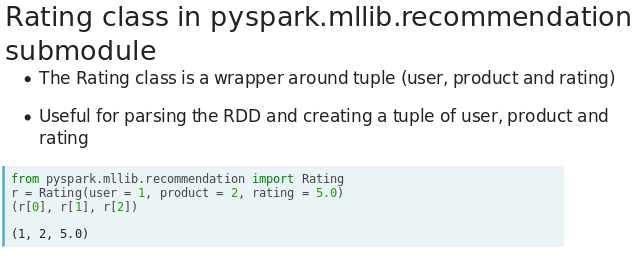 Rating class in pyspark.mllib.recommendation
submodule
• The Rating class is a wrapper around tuple (user, product and rating)
• Useful for parsing the RDD and creating a tuple of user, product and
rating
from pyspark.mllib.recommendation import Rating
r = Rating(user = 1, product = 2, rating = 5.0)
(r[0], r[1], r[2])
(1, 2, 5.0)